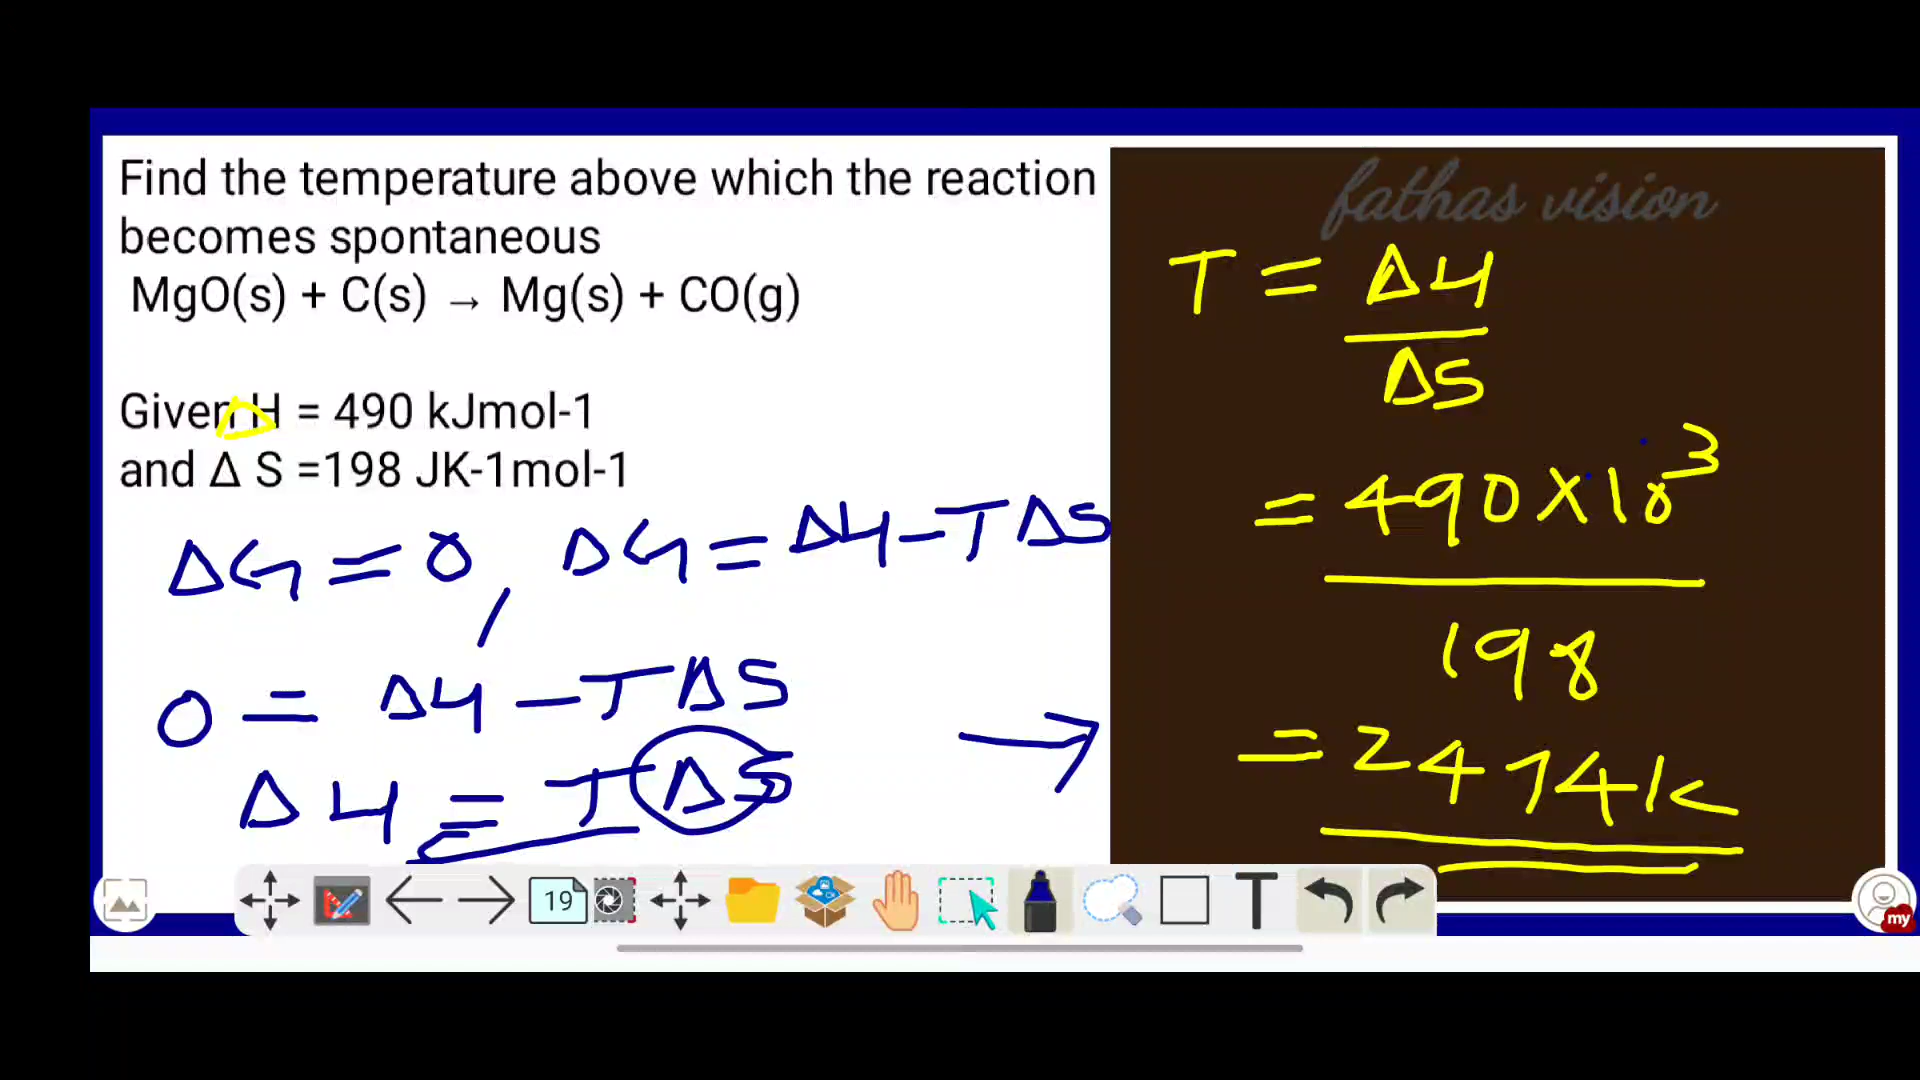 Find the temperature above which the reaction
becomes spontaneous
MgO(s) + C(s) → Mg(s) + CO(g)
Given Δ H = 490 kJmol-1
and Δ S =198 JK-1mol-1
ΔG = 0, ΔG = ΔH - TΔS
0 = ΔH - TΔS
ΔH = TΔS
→
fathas vision
T = ΔH
ΔS
= 490 X 10³
198
= 2474 K
19
T
my